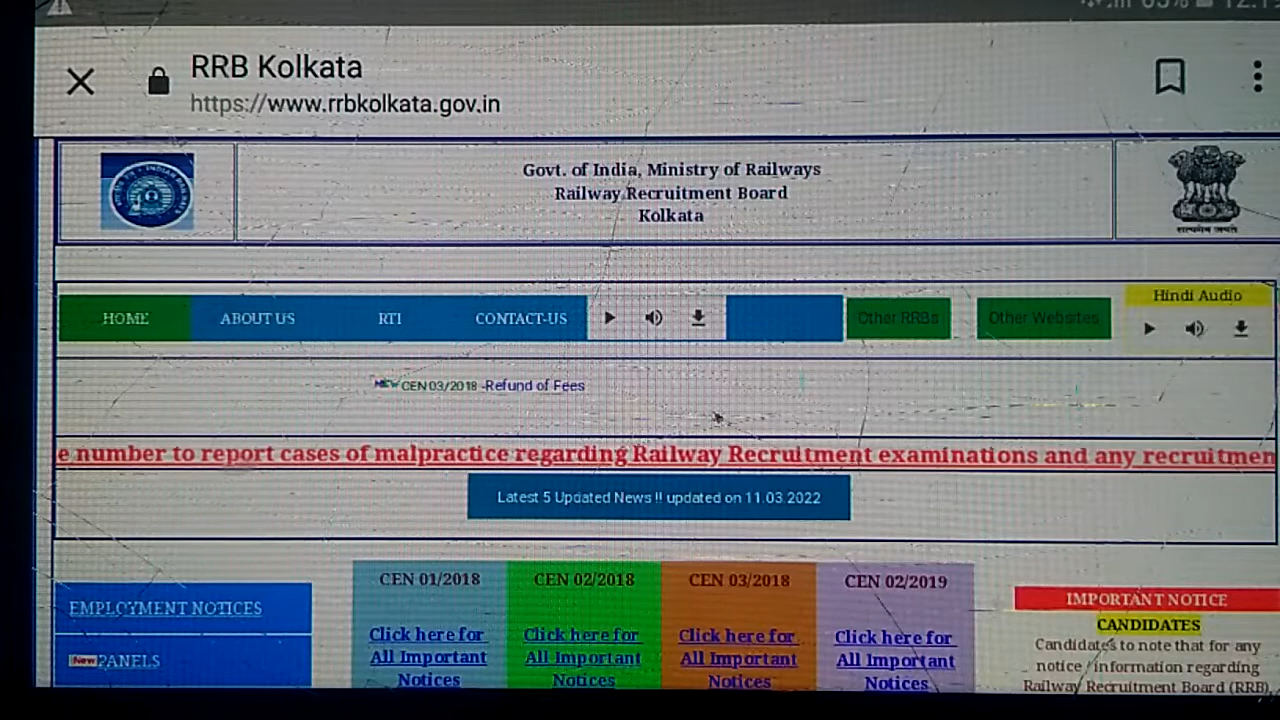 65% 12:1
RRB Kolkata
https://www.rrbkolkata.gov.in
Govt. of India, Ministry of Railways
Railway Recruitment Board
Kolkata
सत्यमेव जयते
HOME ABOUT US RTI CONTACT-US Other RRBs Other Websites Hindi Audio
NEW CEN 03/2018 -Refund of Fees
e number to report cases of malpractice regarding Railway Recruitment examinations and any recruitmen
Latest 5 Updated News !! updated on 11.03.2022
EMPLOYMENT NOTICES
New PANELS
CEN 01/2018
Click here for
All Important
Notices
CEN 02/2018
Click here for
All Important
Notices
CEN 03/2018
Click here for
All Important
Notices
CEN 02/2019
Click here for
All Important
Notices
IMPORTANT NOTICE
CANDIDATES
Candidates to note that for any
notice / information regarding
Railway Recruitment Board (RRB),